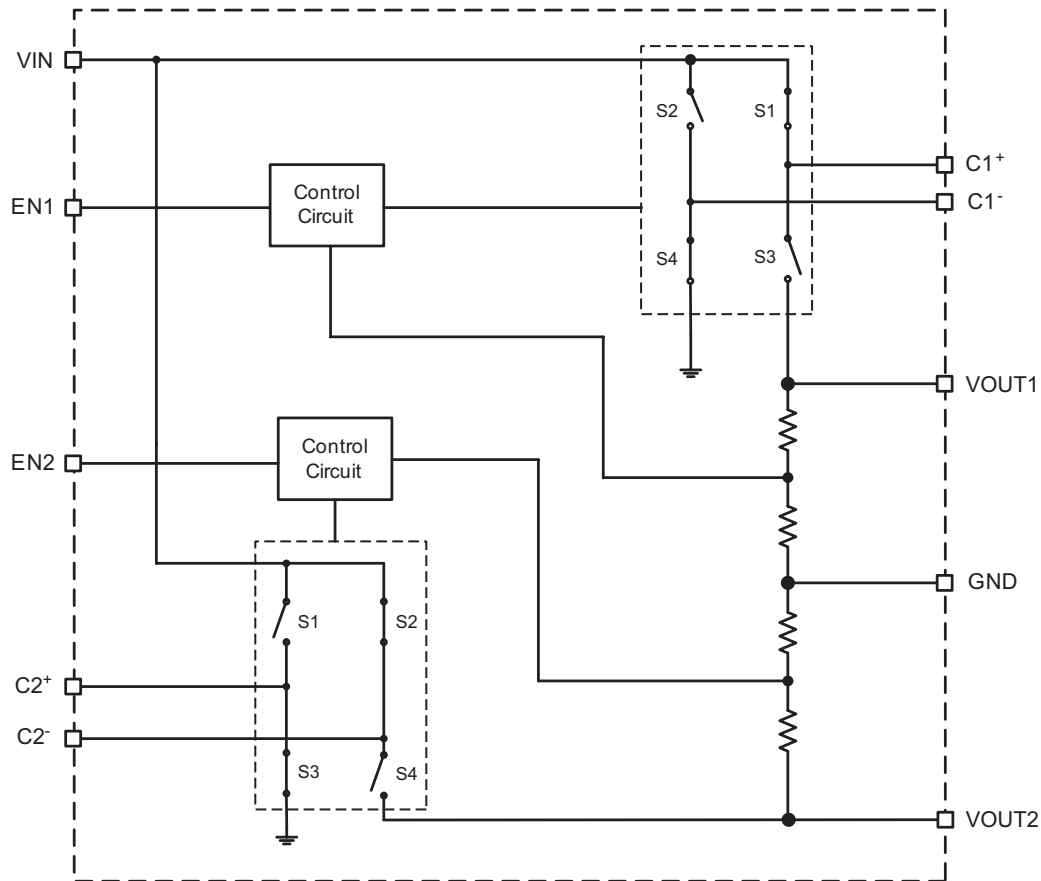 VIN
S2
S1
C1⁺
Control
Circuit
EN1
C1⁻
S4
S3
VOUT1
Control
Circuit
EN2
GND
S1
S2
C2⁺
C2⁻
S3
S4
VOUT2